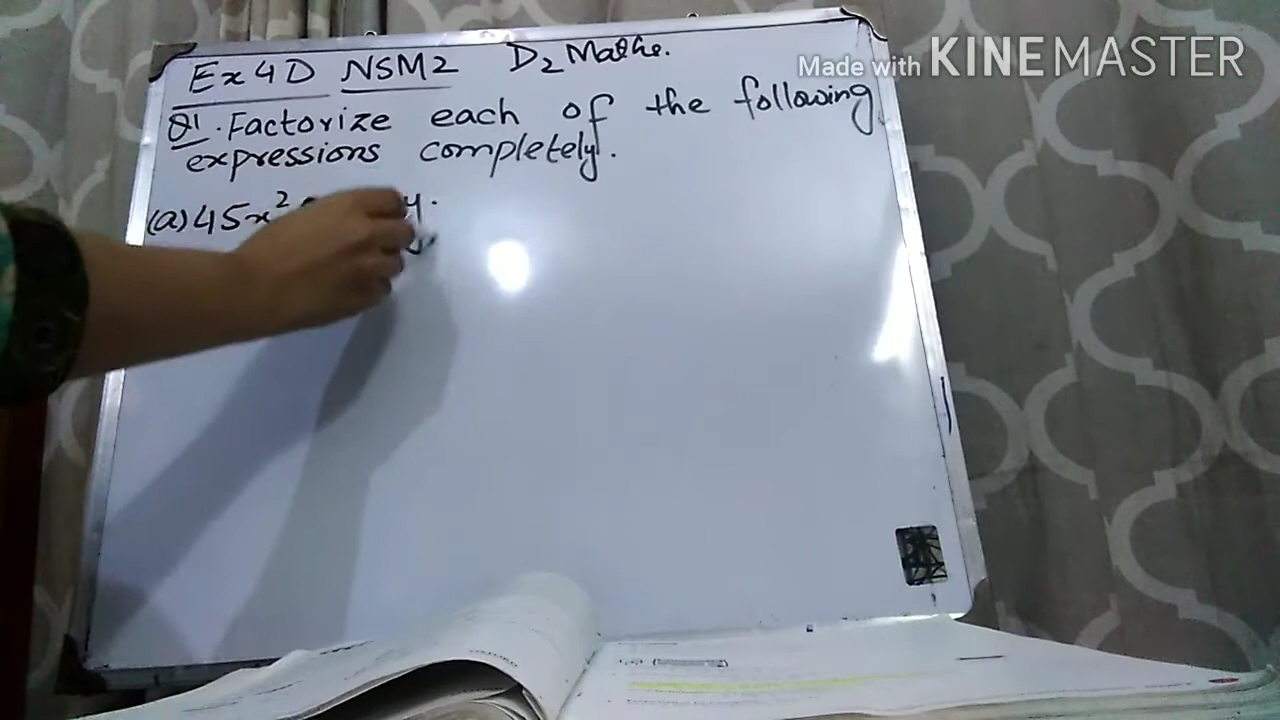 Made with KINEMASTER
Ex 4D NSM2 D2 Maths.
Q1. Factorize each of the following
expressions completely.
(a) 45x² y.